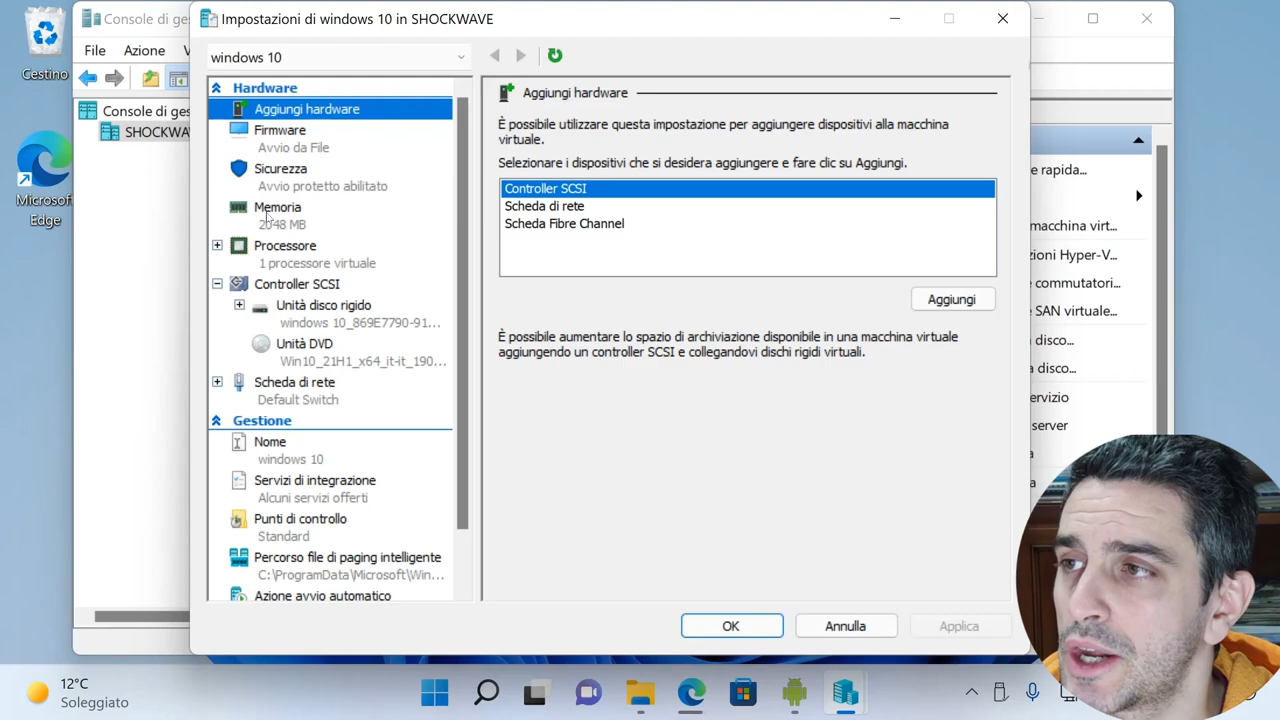 Cestino
Microsof
Edge
Console di ge
File
Azione
V
Console di ges
SHOCKWA
Impostazioni di windows 10 in SHOCKWAVE
windows 10
Hardware
Aggiungi hardware
Firmware
Avvio da File
Sicurezza
Avvio protetto abilitato
Memoria
2048 MB
Processore
1 processore virtuale
Controller SCSI
Unità disco rigido
windows 10_869E7790-91...
Unità DVD
Win10_21H1_x64_it-it_190...
Scheda di rete
Default Switch
Gestione
Nome
windows 10
Servizi di integrazione
Alcuni servizi offerti
Punti di controllo
Standard
Percorso file di paging intelligente
C:\ProgramData\Microsoft\Win...
Azione avvio automatico
Aggiungi hardware
È possibile utilizzare questa impostazione per aggiungere dispositivi alla macchina
virtuale.
Selezionare i dispositivi che si desidera aggiungere e fare clic su Aggiungi.
Controller SCSI
Scheda di rete
Scheda Fibre Channel
Aggiungi
È possibile aumentare lo spazio di archiviazione disponibile in una macchina virtuale
aggiungendo un controller SCSI e collegandovi dischi rigidi virtuali.
OK
Annulla
Applica
e rapida...
macchina virt...
zioni Hyper-V...
e commutatori...
e SAN virtuale...
disco...
a disco...
ervizio
server
a
a
12°C
Soleggiato